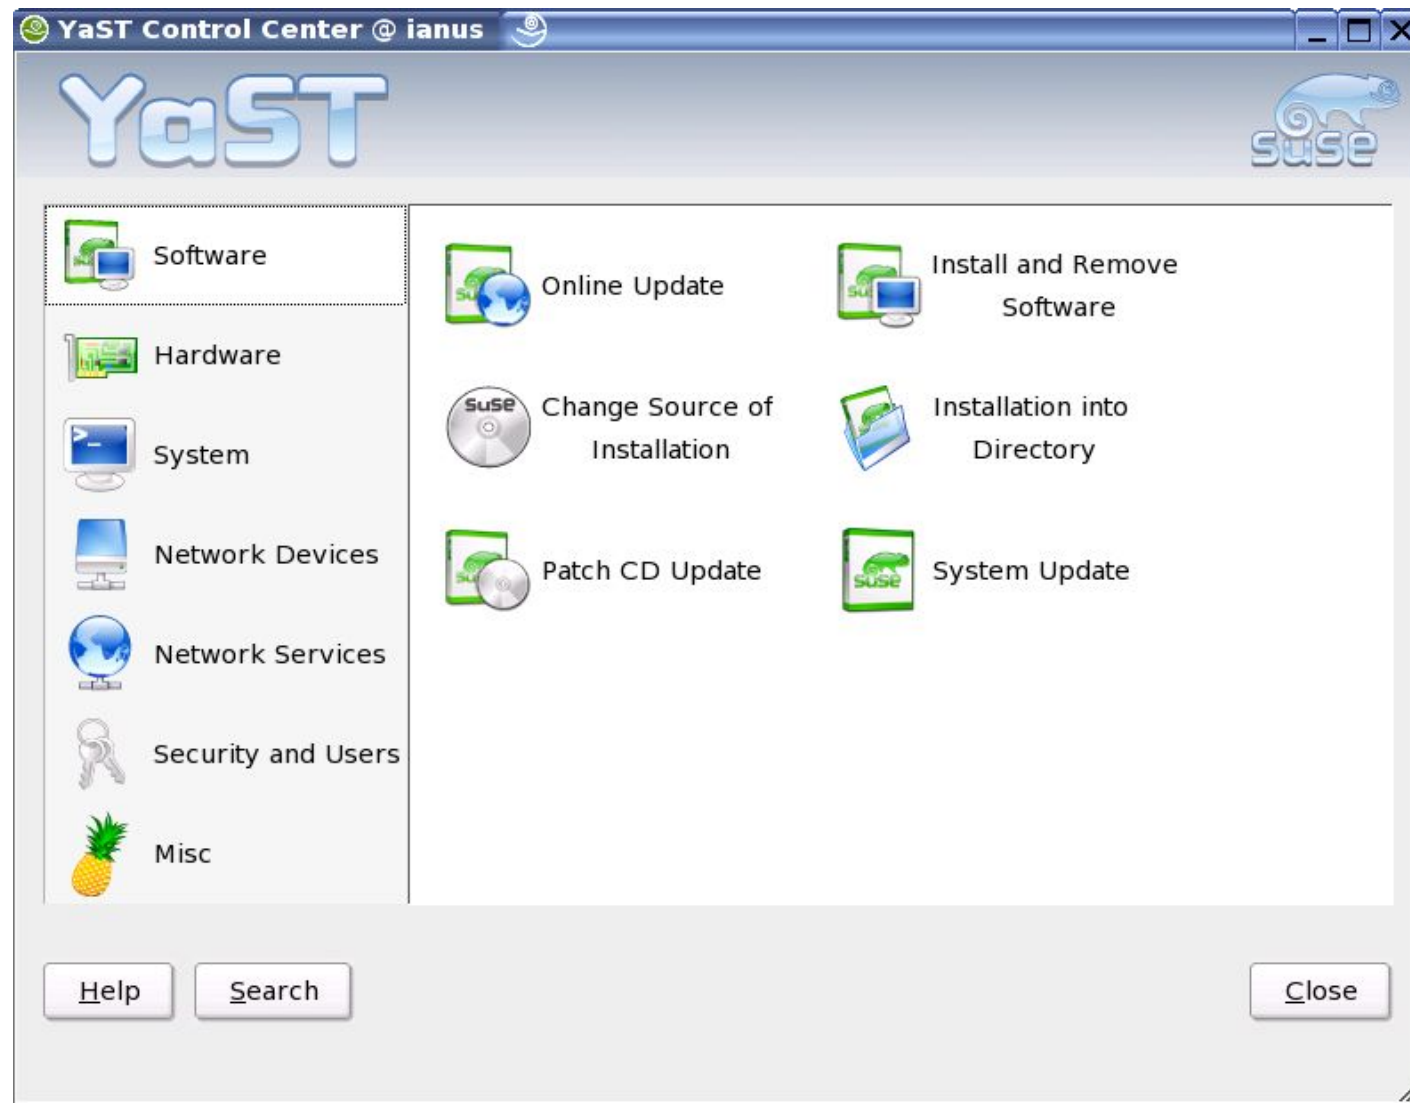 YaST Control Center @ ianus
YaST
SUSE
Software
Hardware
System
Network Devices
Network Services
Security and Users
Misc
Online Update
Install and Remove
Software
SUSE
Change Source of
Installation
Installation into
Directory
Patch CD Update
SUSE
System Update
Help
Search
Close